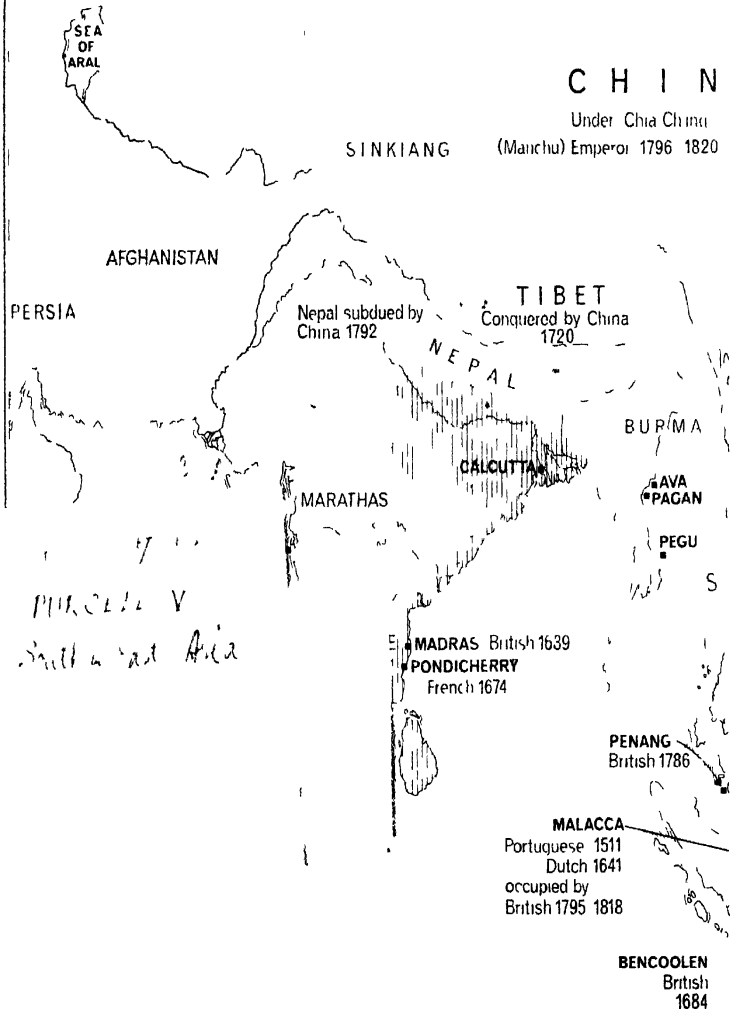 SEA
OF
ARAL
CHIN
Under Chia Ching
(Manchu) Emperor 1796 1820
SINKIANG
AFGHANISTAN
PERSIA
TIBET
Conquered by China
1720
Nepal subdued by
China 1792
NEPAL
BURMA
CALCUTTA
AVA
PAGAN
MARATHAS
PEGU
S
MADRAS British 1639
PONDICHERRY
French 1674
PENANG
British 1786
MALACCA
Portuguese 1511
Dutch 1641
occupied by
British 1795 1818
BENCOOLEN
British
1684